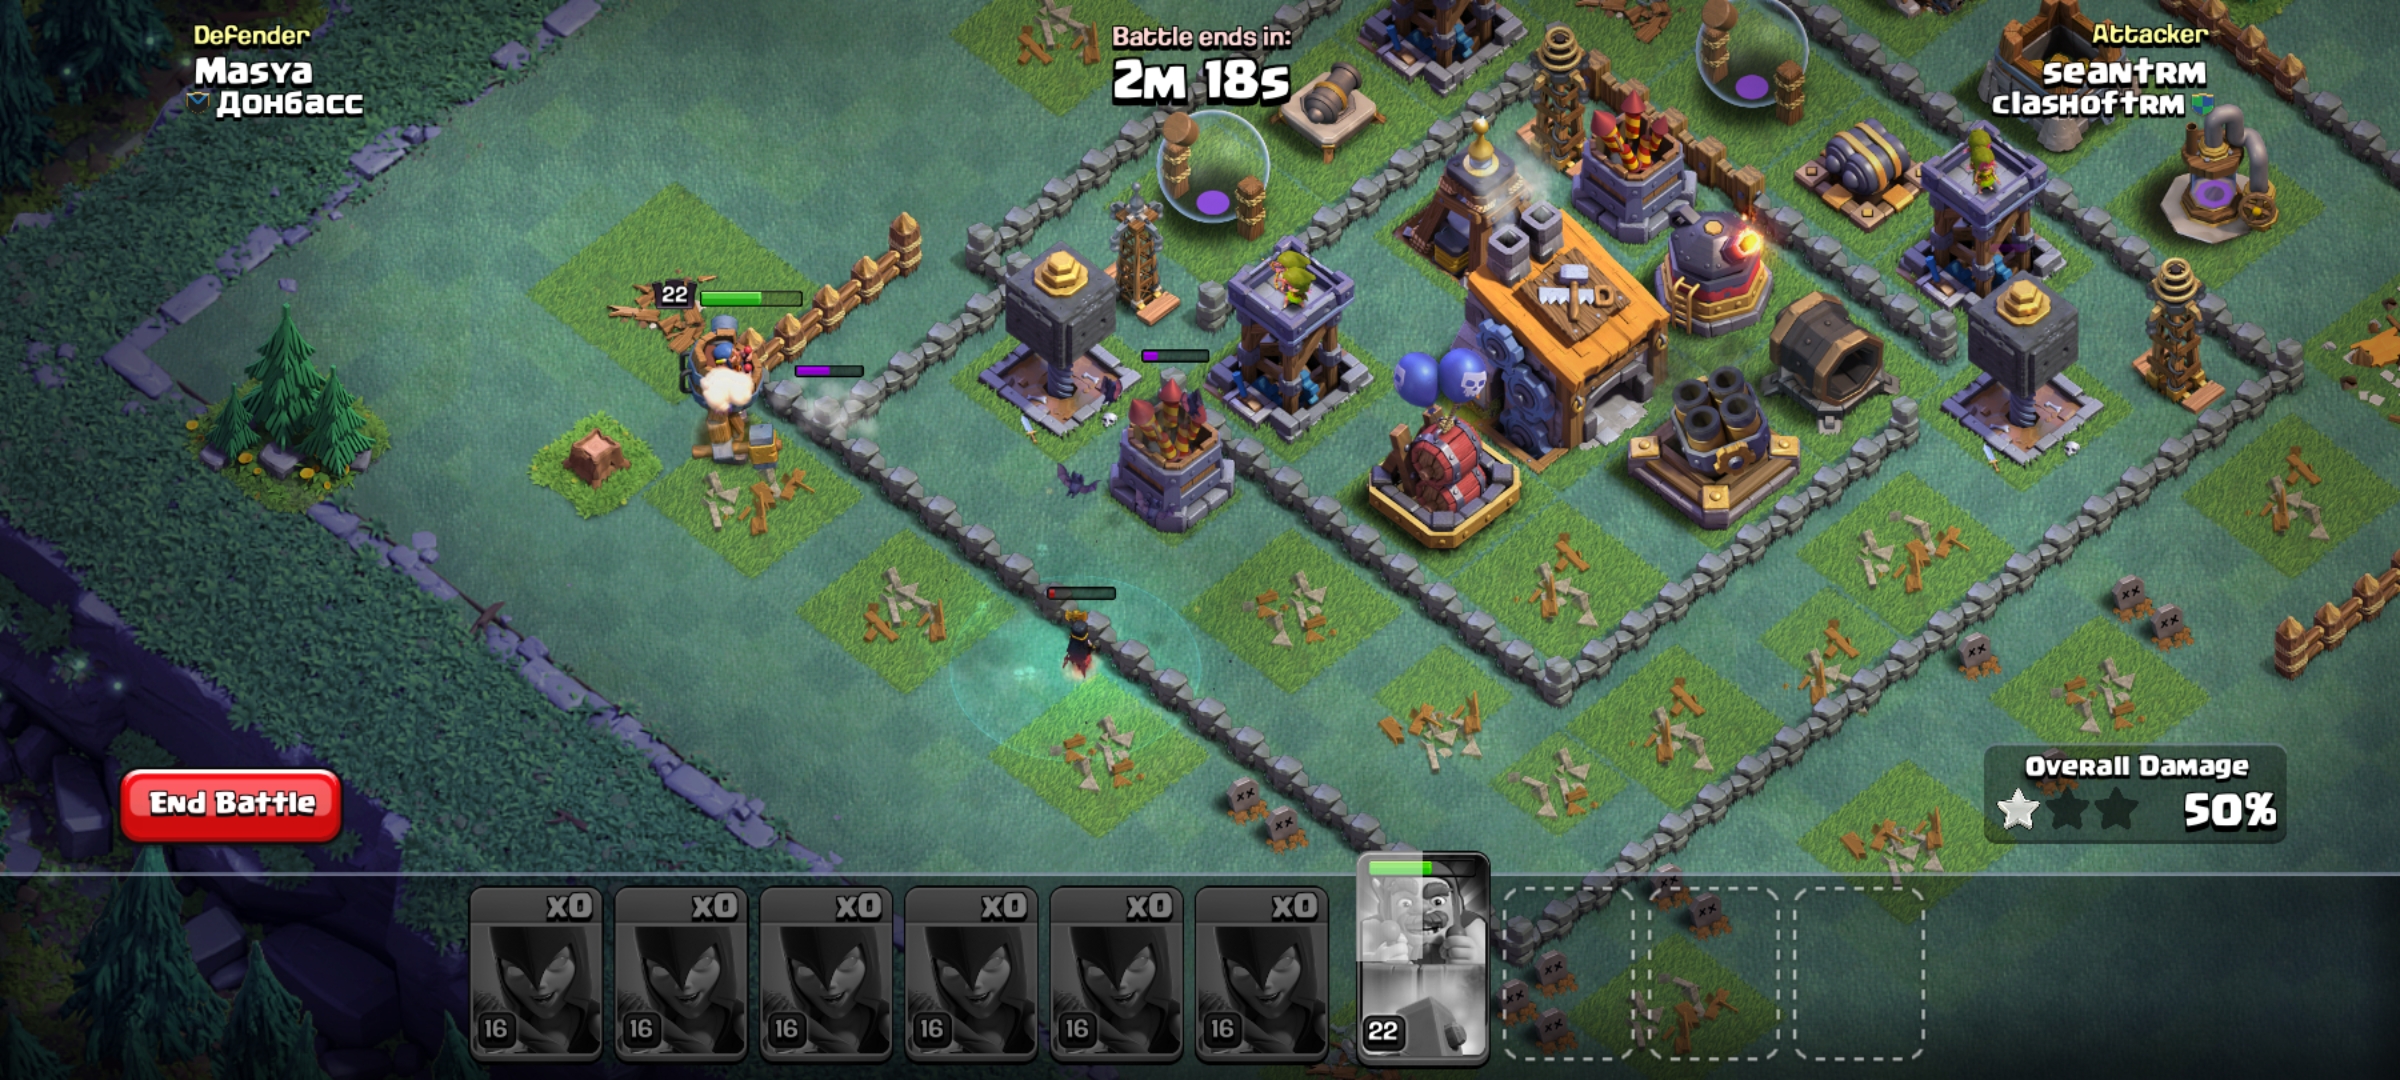 Defender
Masya
Донбасс
Battle ends in:
2M 18s
Attacker
seantRM
clashoftRM
22
End Battle
Overall Damage
50%
x0
x0
x0
x0
x0
x0
16
16
16
16
16
16
22